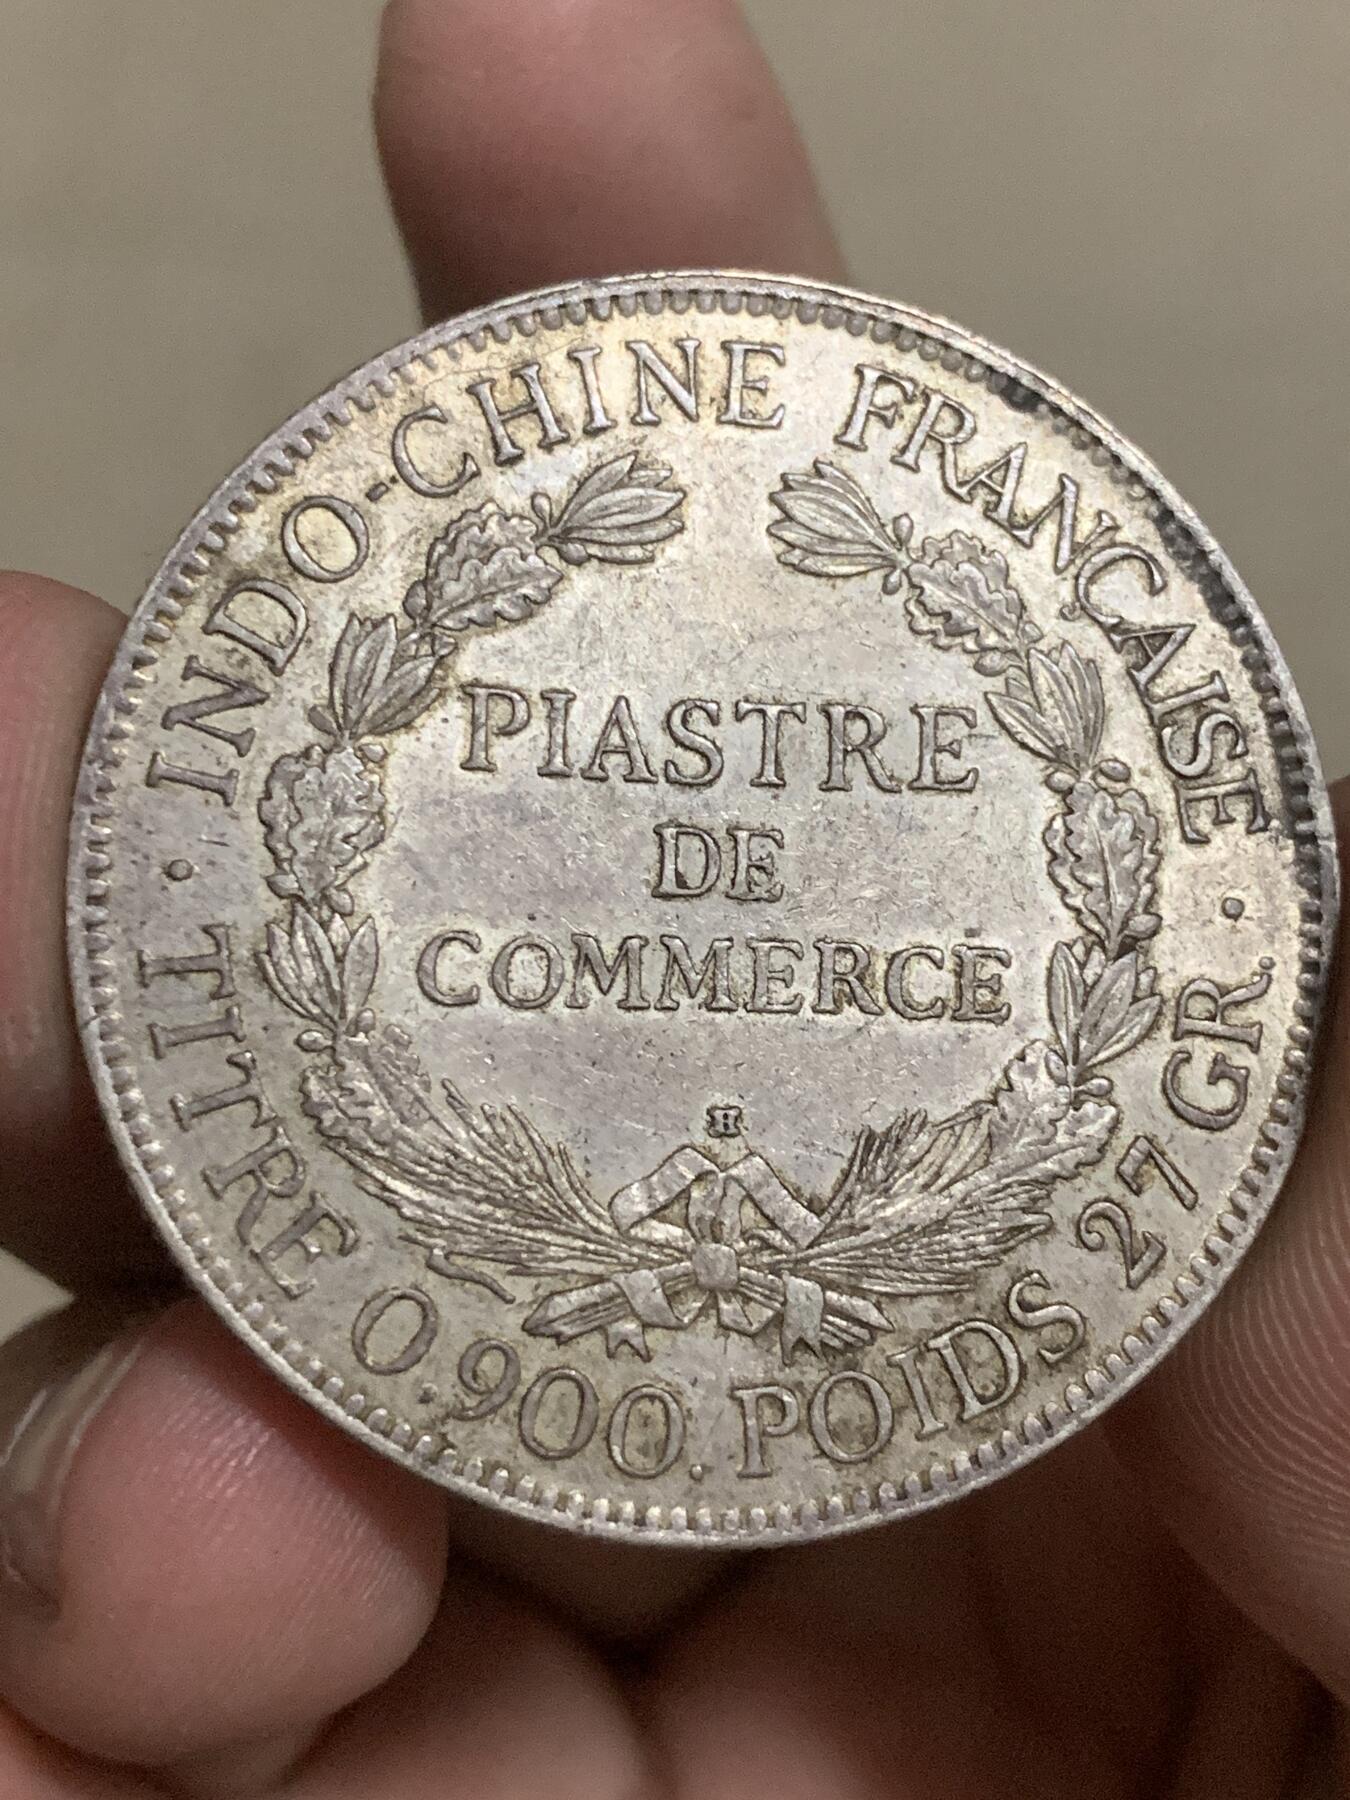 INDO-CHINE FRANÇAISE
PIASTRE
DE
COMMERCE
H
TITRE 0.900. POIDS 27 GR.